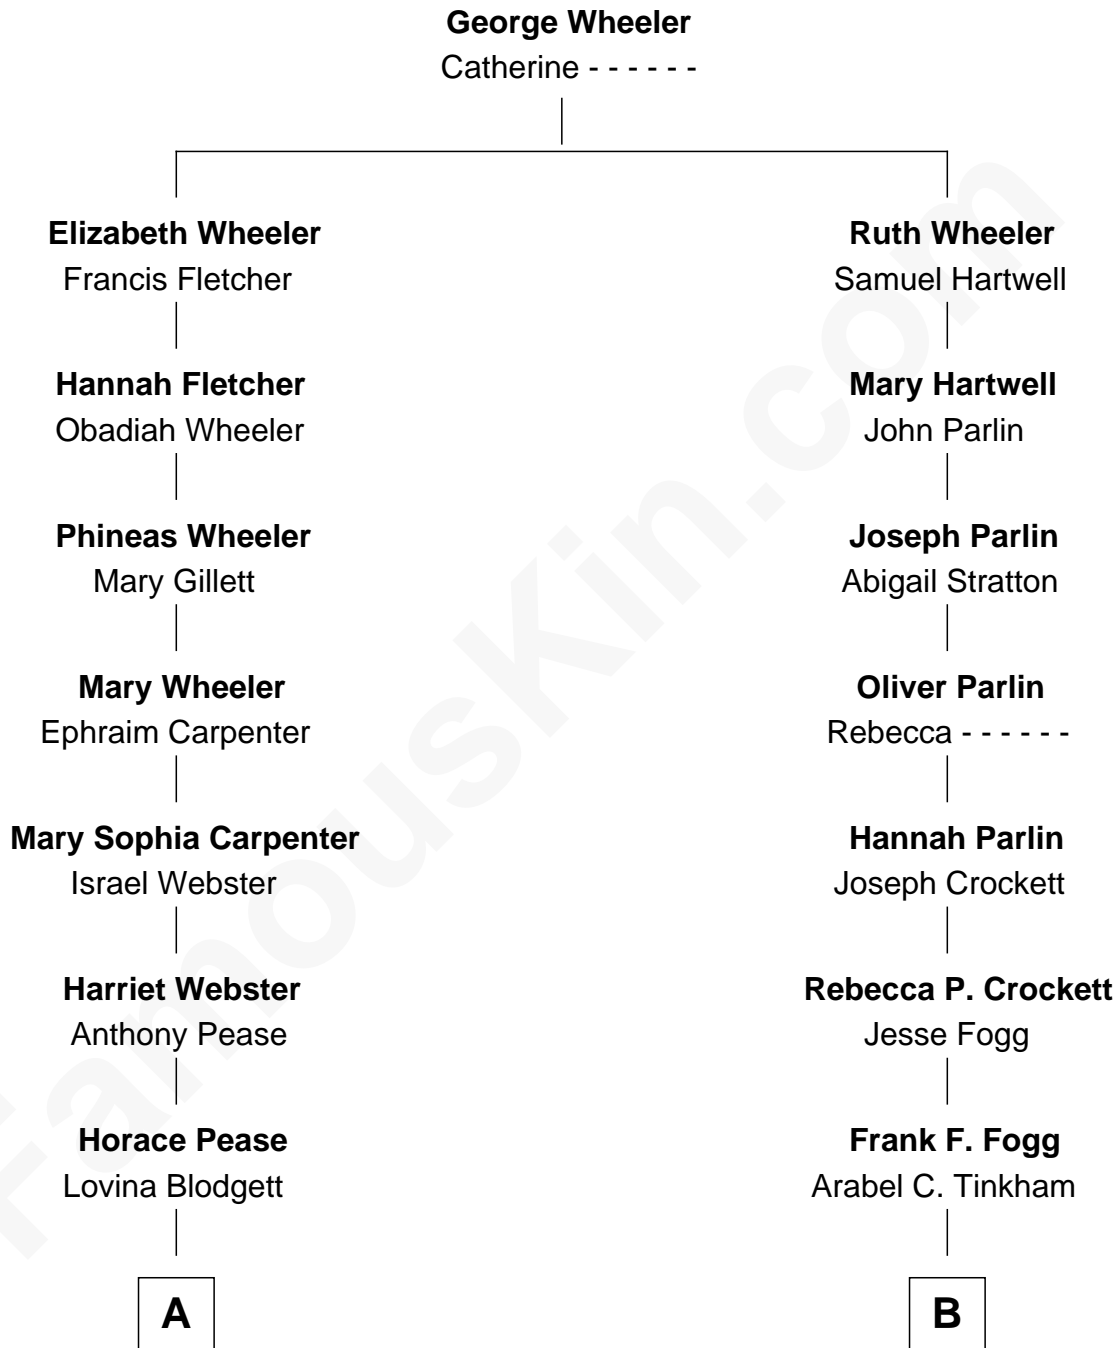 George Wheeler
Catherine - - - - - -
Elizabeth Wheeler
Francis Fletcher
Ruth Wheeler
Samuel Hartwell
Hannah Fletcher
Obadiah Wheeler
Mary Hartwell
John Parlin
Phineas Wheeler
Mary Gillett
Joseph Parlin
Abigail Stratton
Mary Wheeler
Ephraim Carpenter
Oliver Parlin
Rebecca - - - - - -
Mary Sophia Carpenter
Israel Webster
Hannah Parlin
Joseph Crockett
Harriet Webster
Anthony Pease
Rebecca P. Crockett
Jesse Fogg
Horace Pease
Lovina Blodgett
Frank F. Fogg
Arabel C. Tinkham
A
B
FamousKin.com